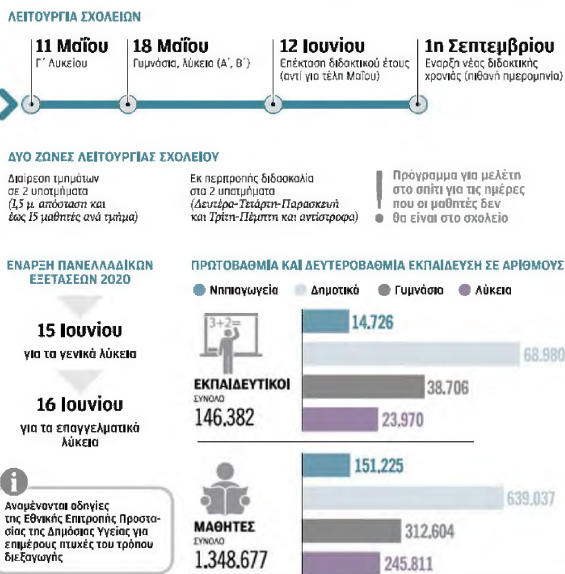 ΛΕΙΤΟΥΡΓΙΑ ΣΧΟΛΕΙΩΝ
11 Μαΐου
Γ΄ Λυκείου
18 Μαΐου
Γυμνάσια, λύκεια (Α΄, Β΄)
12 Ιουνίου
Επέκταση διδακτικού έτους
(αντί για τέλη Μαΐου)
1η Σεπτεμβρίου
Εναρξη νέας διδακτικής
χρονιάς (πιθανή ημερομηνία)
ΔΥΟ ΖΩΝΕΣ ΛΕΙΤΟΥΡΓΙΑΣ ΣΧΟΛΕΙΟΥ
Διαίρεση τμημάτων
σε 2 υποτμήματα
(1,5 μ. απόσταση και
έως 15 μαθητές ανά τμήμα)
Εκ περιτροπής διδασκαλία
στα 2 υποτμήματα
(Δευτέρα-Τετάρτη-Παρασκευή
και Τρίτη-Πέμπτη και αντίστροφα)
!
Πρόγραμμα για μελέτη
στο σπίτι για τις ημέρες
που οι μαθητές δεν
θα είναι στο σχολείο
ΕΝΑΡΞΗ ΠΑΝΕΛΛΑΔΙΚΩΝ
ΕΞΕΤΑΣΕΩΝ 2020
15 Ιουνίου
για τα γενικά λύκεια
16 Ιουνίου
για τα επαγγελματικά
λύκεια
i
Αναμένονται οδηγίες
της Εθνικής Επιτροπής Προστα-
σίας της Δημόσιας Υγείας για
επιμέρους πτυχές του τρόπου
διεξαγωγής
ΠΡΩΤΟΒΑΘΜΙΑ ΚΑΙ ΔΕΥΤΕΡΟΒΑΘΜΙΑ ΕΚΠΑΙΔΕΥΣΗ ΣΕ ΑΡΙΘΜΟΥΣ
Νηπιαγωγεία Δημοτικά Γυμνάσια Λύκεια
3+2=
ΕΚΠΑΙΔΕΥΤΙΚΟΙ
ΣΥΝΟΛΟ
146.382
14.726
68.980
38.706
23.970
ΜΑΘΗΤΕΣ
ΣΥΝΟΛΟ
1.348.677
151.225
639.037
312.604
245.811